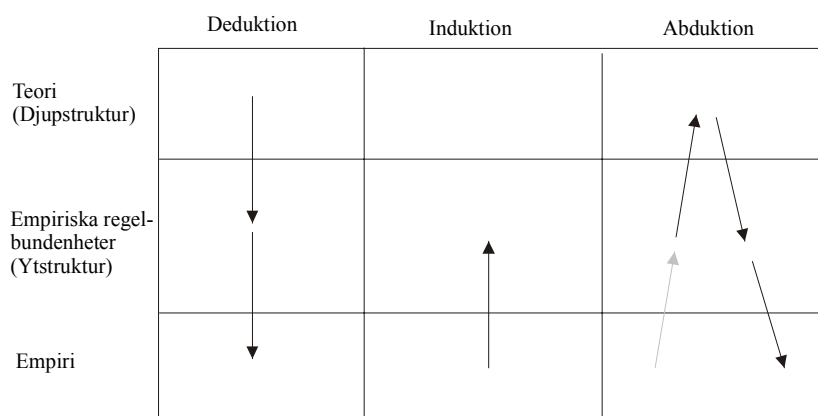 Deduktion Induktion Abduktion
Teori
(Djupstruktur)
Empiriska regel-
bundenheter
(Ytstruktur)
Empiri